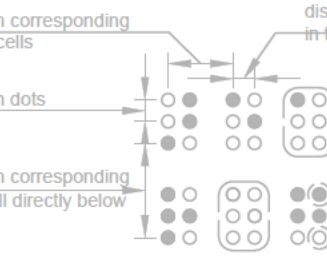 n corresponding
cells
dis
in t
n dots
n corresponding
ll directly below